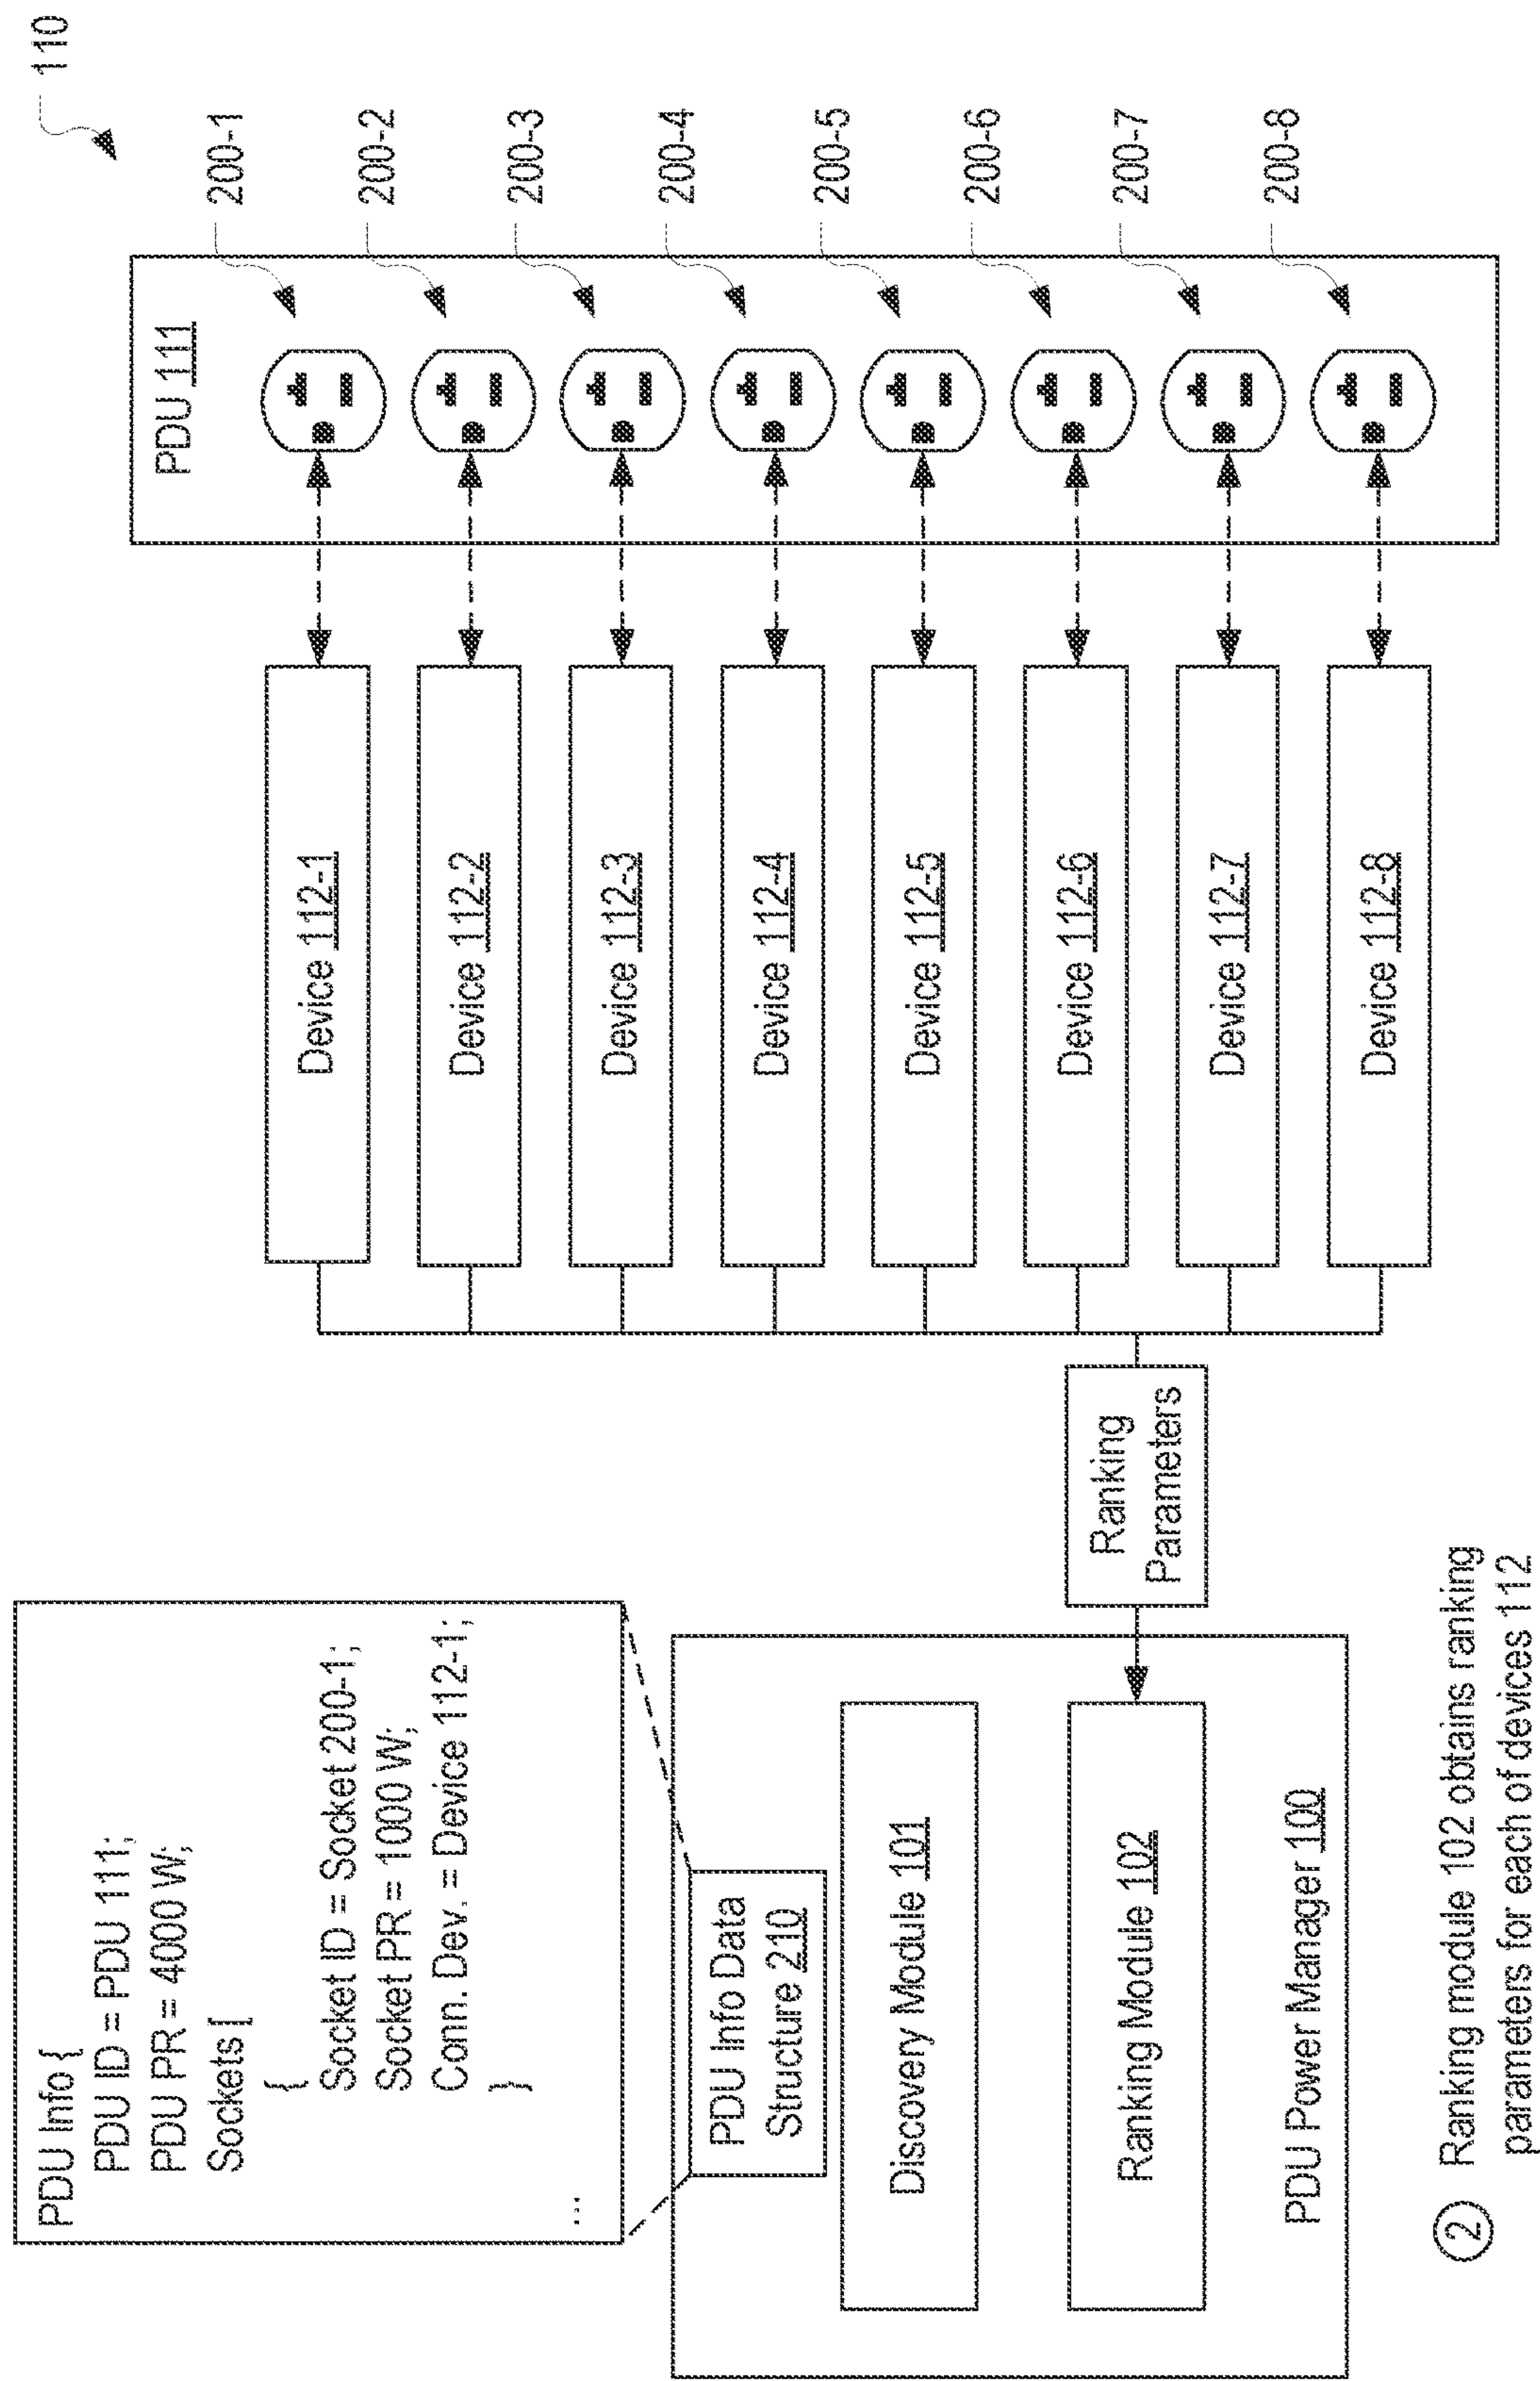 PDU Info {
PDU ID = PDU 111;
PDU PR = 4000 W;
Sockets [
{
Socket ID = Socket 200-1;
Socket PR = 1000 W;
Conn. Dev. = Device 112-1;
}
...
PDU Info Data
Structure 210
Discovery Module 101
Ranking Module 102
PDU Power Manager 100
Ranking
Parameters
Device 112-1
Device 112-2
Device 112-3
Device 112-4
Device 112-5
Device 112-6
Device 112-7
Device 112-8
PDU 111
110
200-1
200-2
200-3
200-4
200-5
200-6
200-7
200-8
2 Ranking module 102 obtains ranking
parameters for each of devices 112